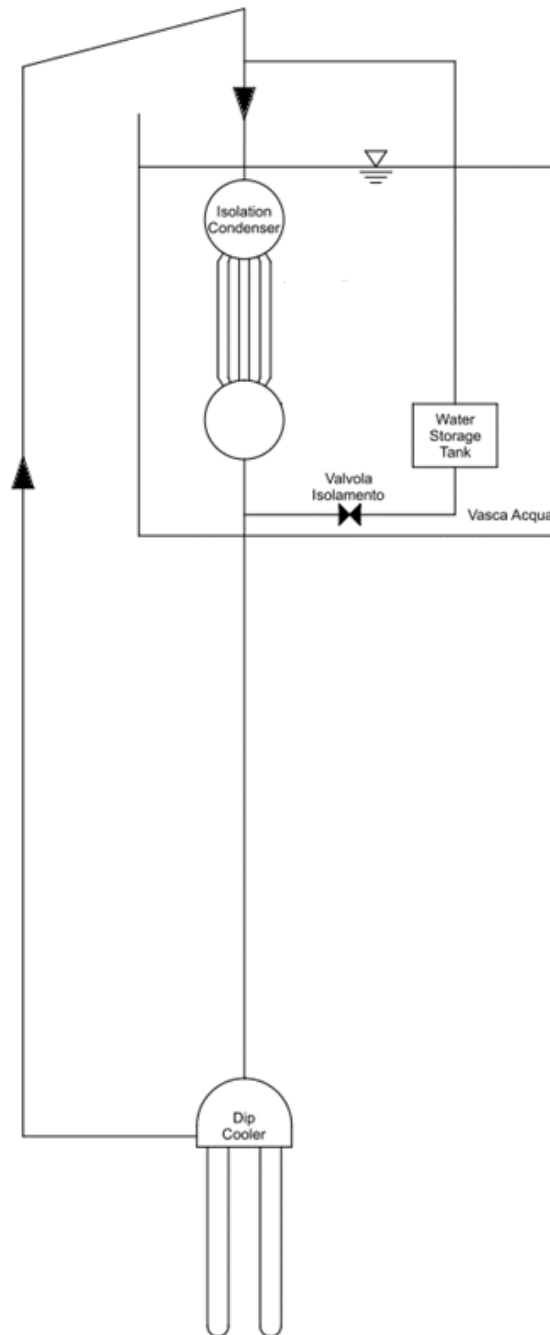 Isolation
Condenser
Water
Storage
Tank
Valvola
Isolamento
Vasca Acqua
Dip
Cooler